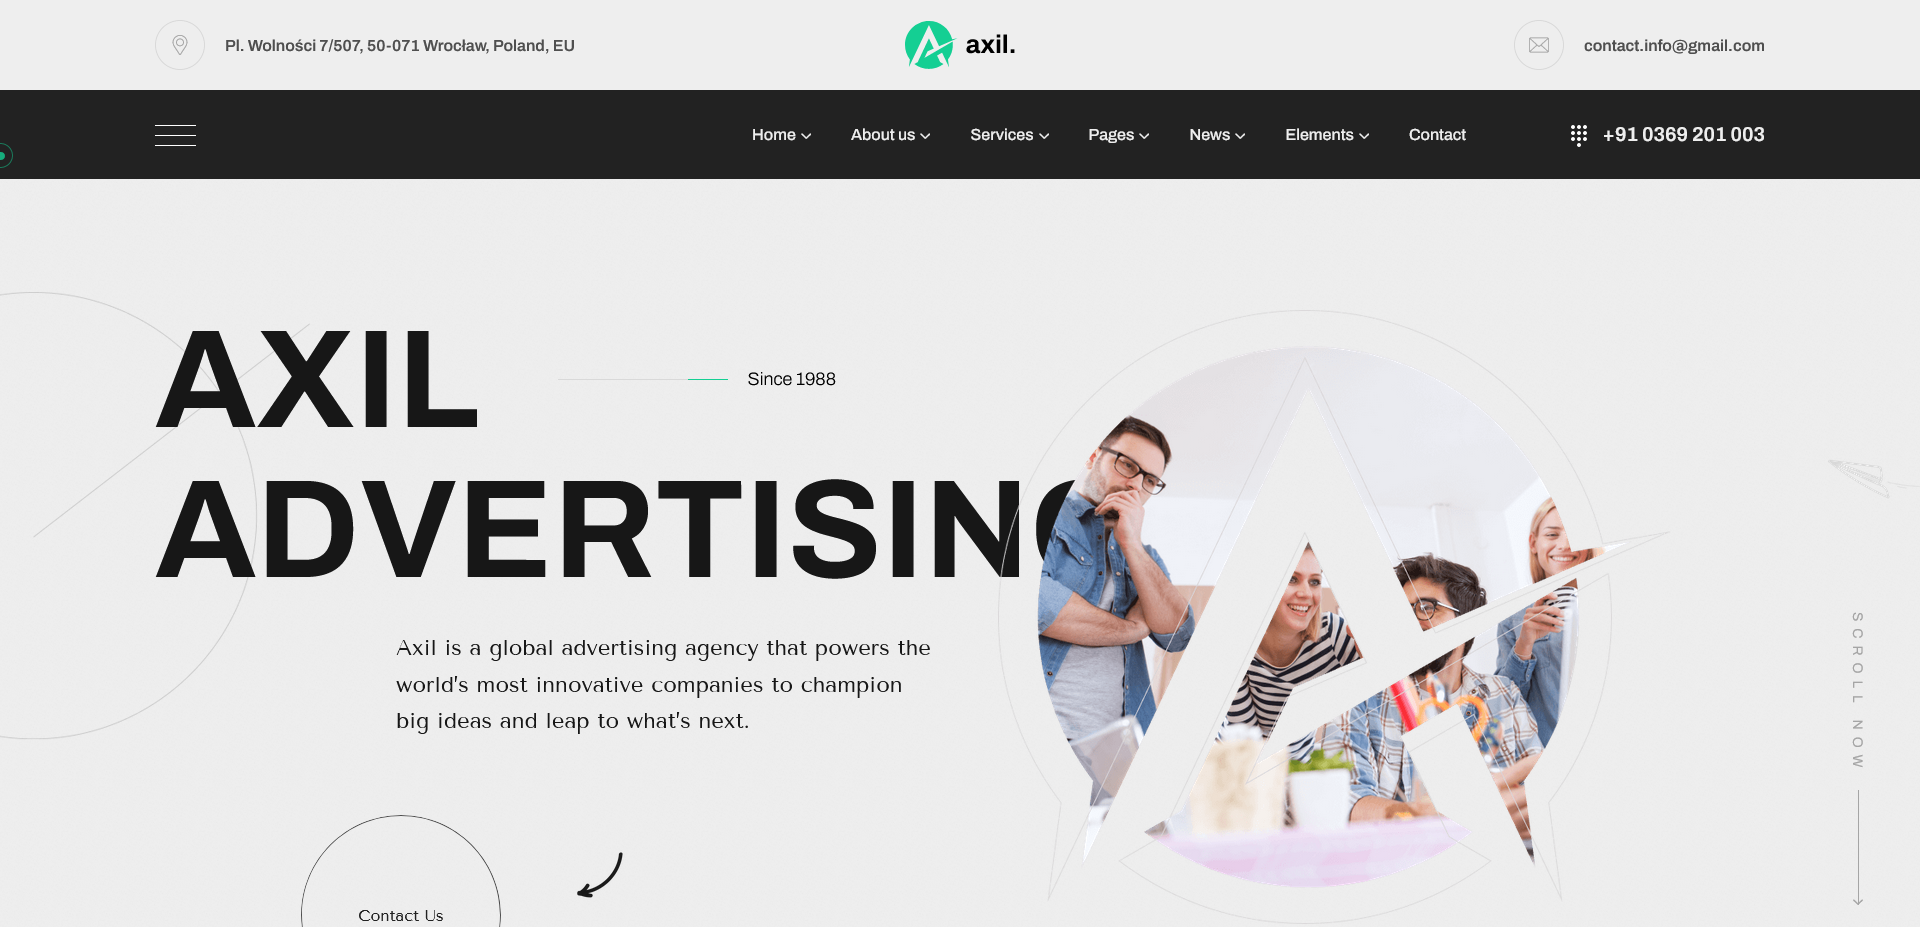 Pl. Wolności 7/507, 50-071 Wrocław, Poland, EU
axil.
contact.info@gmail.com
Home
About us
Services
Pages
News
Elements
Contact
+91 0369 201 003
AXIL
Since 1988
ADVERTISING
Axil is a global advertising agency that powers the
world's most innovative companies to champion
big ideas and leap to what's next.
SCROLL NOW
Contact Us